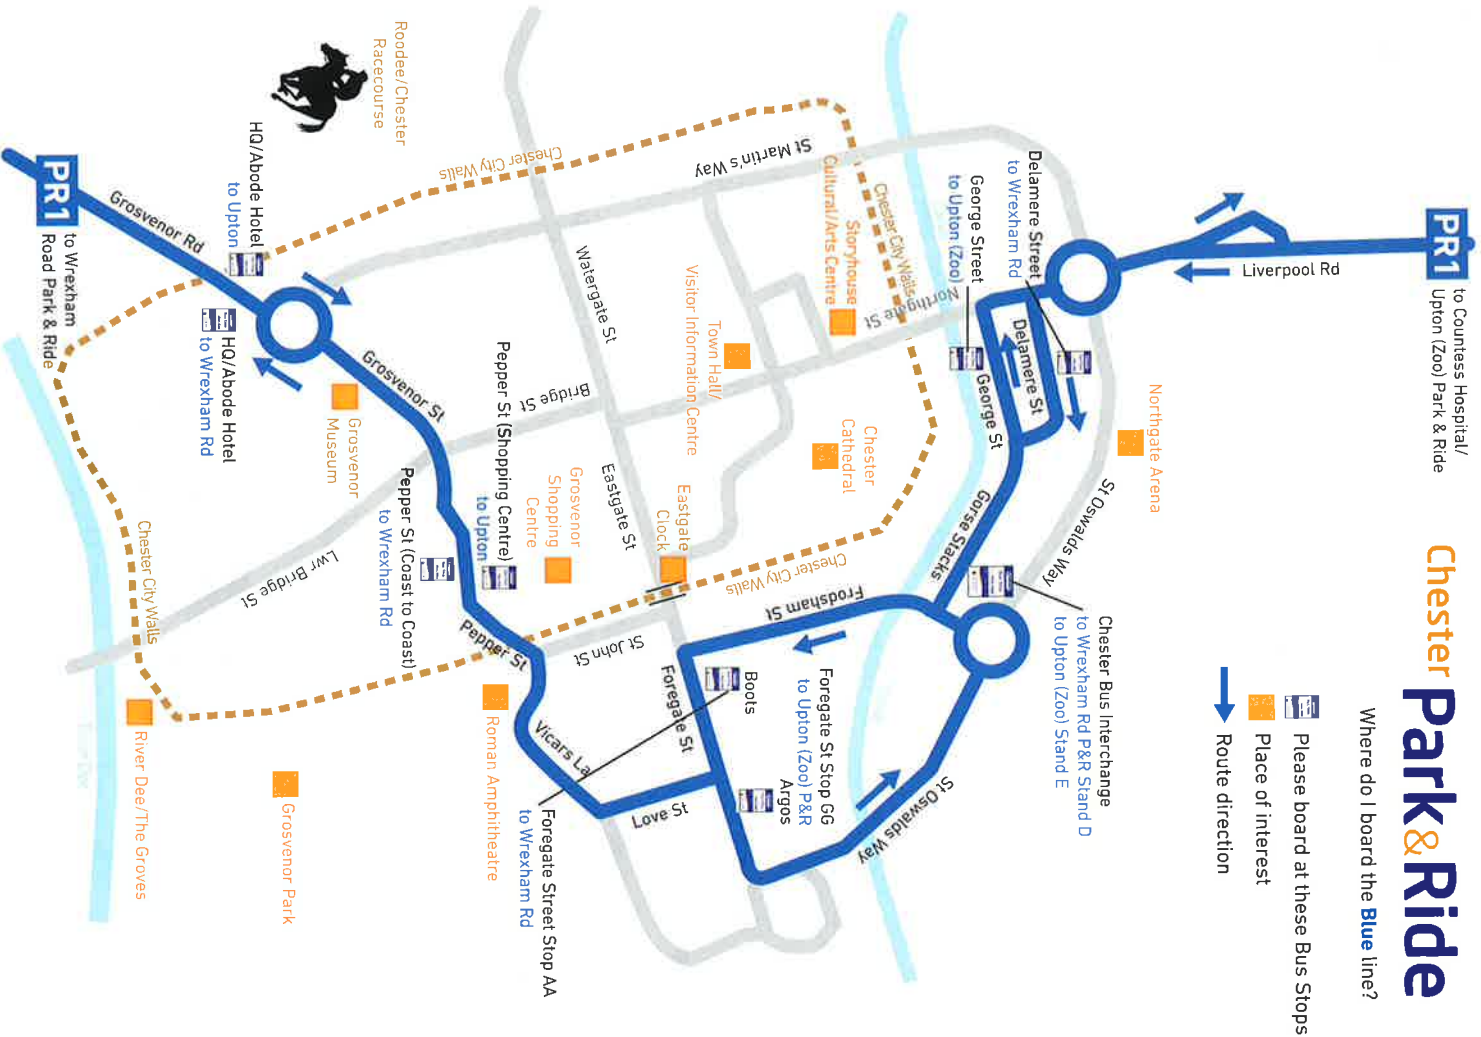 Chester
Park&Ride
Where do I board the Blue line?
Please board at these Bus Stops
Place of interest
Route direction
PR1
to Countess Hospital/
Upton (Zoo) Park & Ride
Liverpool Rd
Northgate Arena
St Oswalds Way
Delamere Street
to Wrexham Rd
George Street
to Upton (Zoo)
Delamere St
George St
Gorse Stacks
Chester Bus Interchange
to Wrexham Rd P&R Stand D
to Upton (Zoo) Stand E
St Martin's Way
Chester City Walls
Northgate St
Storyhouse
Cultural/Arts Centre
Chester
Cathedral
Town Hall/
Visitor Information Centre
Chester City Walls
Frodsham St
Foregate St Stop GG
to Upton (Zoo) P&R
Argos
Boots
St Oswalds Way
Eastgate
Clock
Foregate St
Love St
Watergate St
Eastgate St
St John St
Bridge St
Chester City Walls
Grosvenor
Shopping
Centre
Pepper St (Shopping Centre)
to Upton
Vicars La
Foregate Street Stop AA
to Wrexham Rd
Roman Amphitheatre
Pepper St
Pepper St (Coast to Coast)
to Wrexham Rd
Roodee/Chester
Racecourse
Grosvenor St
Grosvenor
Museum
Lwr Bridge St
Grosvenor Park
HQ/Abode Hotel
to Upton
HQ/Abode Hotel
to Wrexham Rd
Grosvenor Rd
Chester City Walls
River Dee/The Groves
River Dee
PR1
to Wrexham
Road Park & Ride